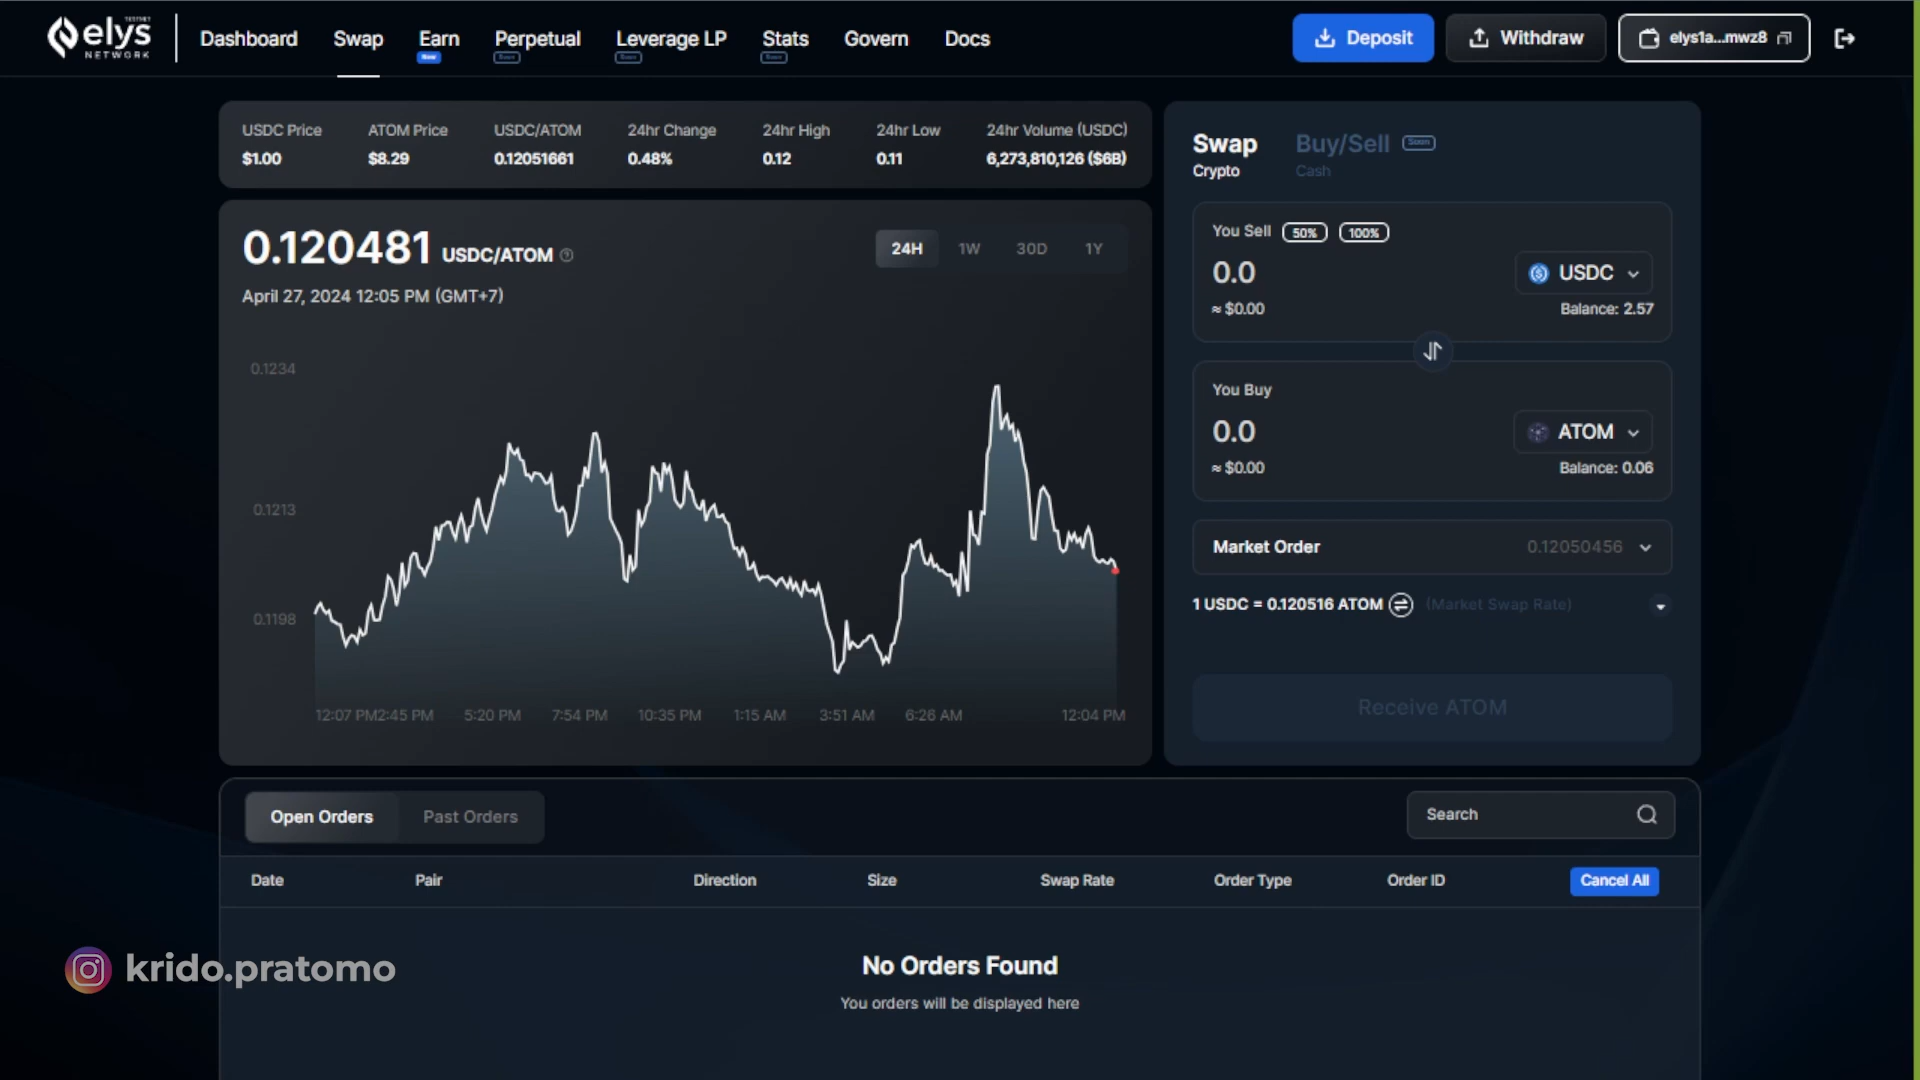 TESTNET
elys
NETWORK
Dashboard
Swap
Earn
Perpetual
Leverage LP
Stats
Govern
Docs
Deposit
Withdraw
elys1a...mwz8
New
Soon
Soon
Soon
USDC Price
ATOM Price
USDC/ATOM
24hr Change
24hr High
24hr Low
24hr Volume (USDC)
$1.00
$8.29
0.12051661
0.48%
0.12
0.11
6,273,810,126 ($6B)
0.120481 USDC/ATOM
April 27, 2024 12:05 PM (GMT+7)
24H
1W
30D
1Y
0.1234
0.1213
0.1198
12:07 PM
2:45 PM
5:20 PM
7:54 PM
10:35 PM
1:15 AM
3:51 AM
6:26 AM
12:04 PM
Swap
Crypto
Buy/Sell
Soon
Cash
You Sell
50%
100%
0.0
USDC
≈ $0.00
Balance: 2.57
You Buy
0.0
ATOM
≈ $0.00
Balance: 0.06
Market Order
0.12050456
1 USDC = 0.120516 ATOM
(Market Swap Rate)
Receive ATOM
Open Orders
Past Orders
Search
Date
Pair
Direction
Size
Swap Rate
Order Type
Order ID
Cancel All
No Orders Found
You orders will be displayed here
krido.pratomo